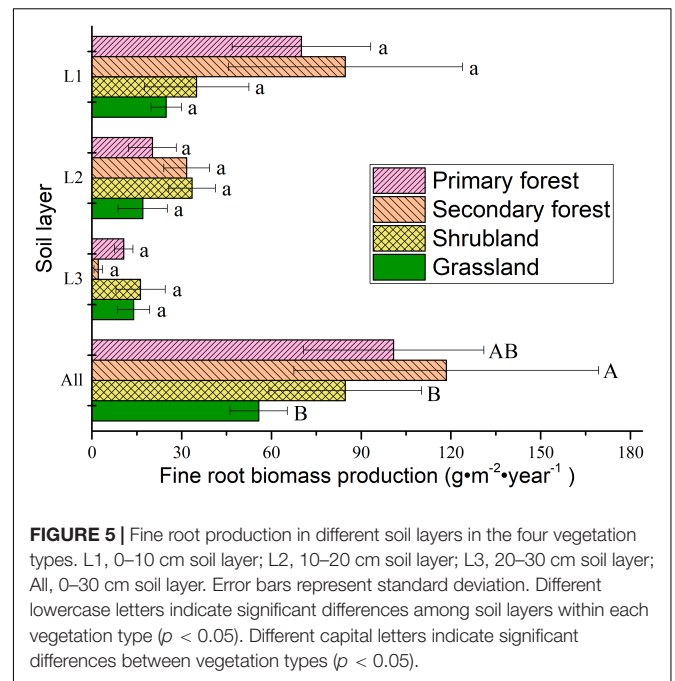 a
a
L1
a
a
a
a
L2
a
a
Primary forest
Secondary forest
Shrubland
Grassland
Soil layer
a
a
L3
a
a
AB
A
All
B
B
0 30 60 90 120 150 180
Fine root biomass production (g•m-2•year-1 )
FIGURE 5 | Fine root production in different soil layers in the four vegetation
types. L1, 0–10 cm soil layer; L2, 10–20 cm soil layer; L3, 20–30 cm soil layer;
All, 0–30 cm soil layer. Error bars represent standard deviation. Different
lowercase letters indicate significant differences among soil layers within each
vegetation type (p < 0.05). Different capital letters indicate significant
differences between vegetation types (p < 0.05).